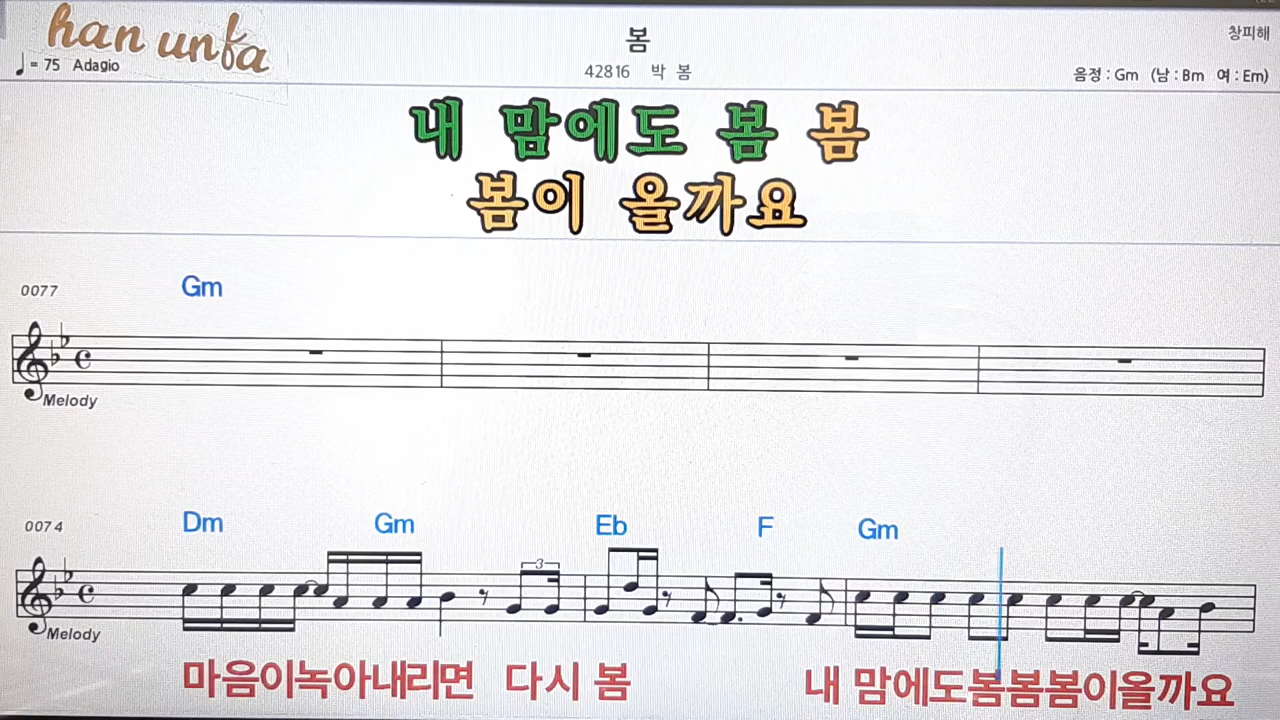 han unfa
봄
창피해
♩= 75 Adagio
42816 박 봄
음정 : Gm (남 : Bm 여 : Em)
내 맘에도 봄 봄
봄이 올까요
0077 Gm
Melody
0074 Dm Gm Eb F Gm
3
Melody
마음이녹아내리면 다시 봄 내 맘에도봄봄봄이올까요